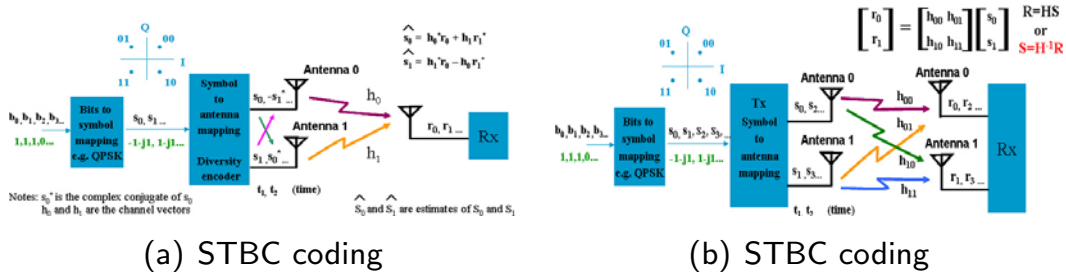 Q
01 00
I
11 10
b0,b1,b2,b3...
1,1,1,0...
Bits to
symbol
mapping
e.g. QPSK
s0, s1 ...
-1-j1, 1-j1...
Symbol
to
antenna
mapping
Diversity
encoder
s0, -s1* ...
s1, s0* ...
t1, t2 (time)
Antenna 0
Antenna 1
h0
h1
r0, r1 ...
Rx
ŝ0 = h0*r0 + h1r1*
ŝ1 = h1*r0 – h0r1*
Notes: s0* is the complex conjugate of s0
h0 and h1 are the channel vectors
Ŝ0 and Ŝ1 are estimates of S0 and S1
(a) STBC coding
Q
01 00
I
11 10
b0,b1,b2,b3...
1,1,1,0...
Bits to
symbol
mapping
e.g. QPSK
s0, s1, s2, s3,..
-1-j1, 1-j1...
Tx
Symbol
to
antenna
mapping
Antenna 0
s0, s2...
Antenna 1
s1, s3...
t1, t2 (time)
h00
h01
h10
h11
Antenna 0
r0, r2 ...
Antenna 1
r1, r3 ...
Rx
[r0 r1] = [h00 h01 h10 h11] [s0 s1]
R=HS
or
S=H-1R
(b) STBC coding